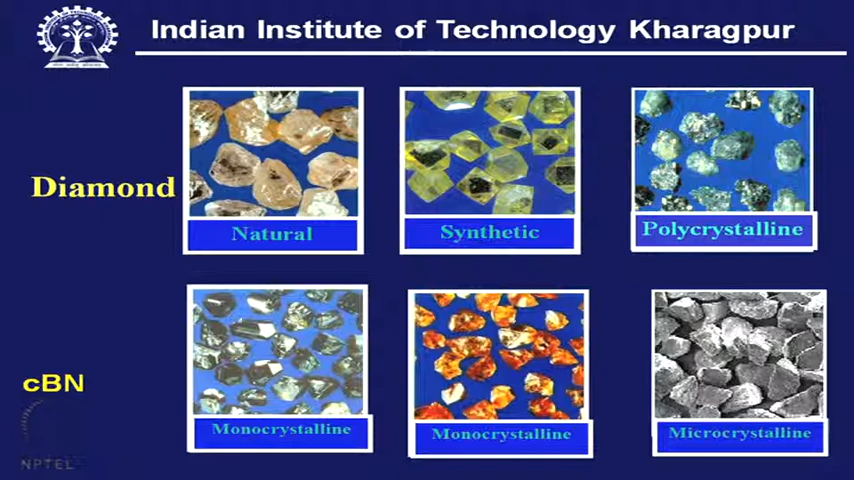 Indian Institute of Technology Kharagpur
Diamond
Natural
Synthetic
Polycrystalline
cBN
Monocrystalline
Monocrystalline
Microcrystalline
NPTEL